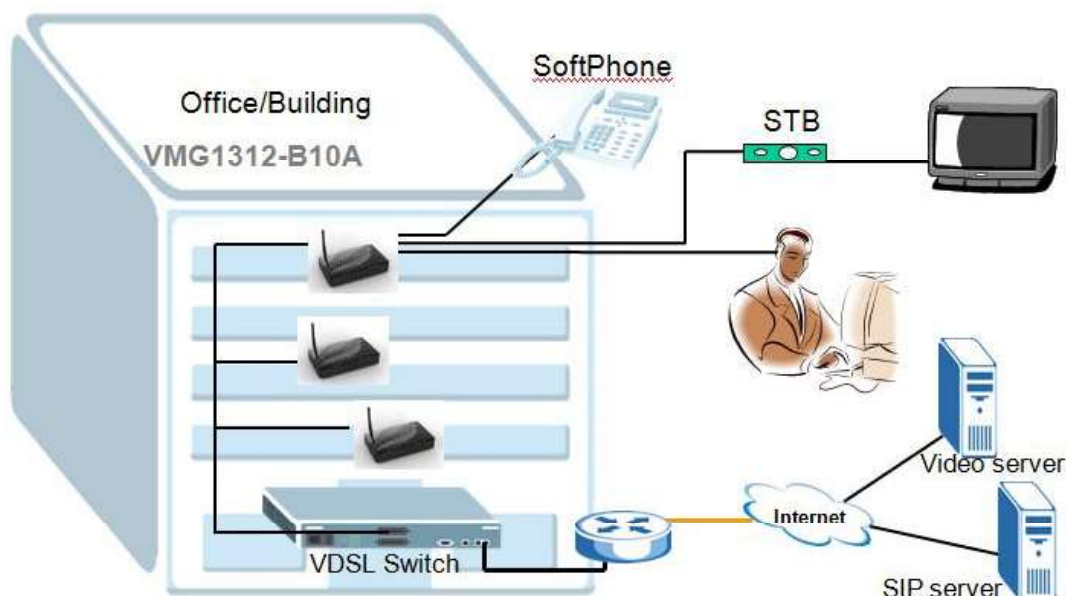 SoftPhone
Office/Building
STB
VMG1312-B10A
Video server
Internet
VDSL Switch
SIP server